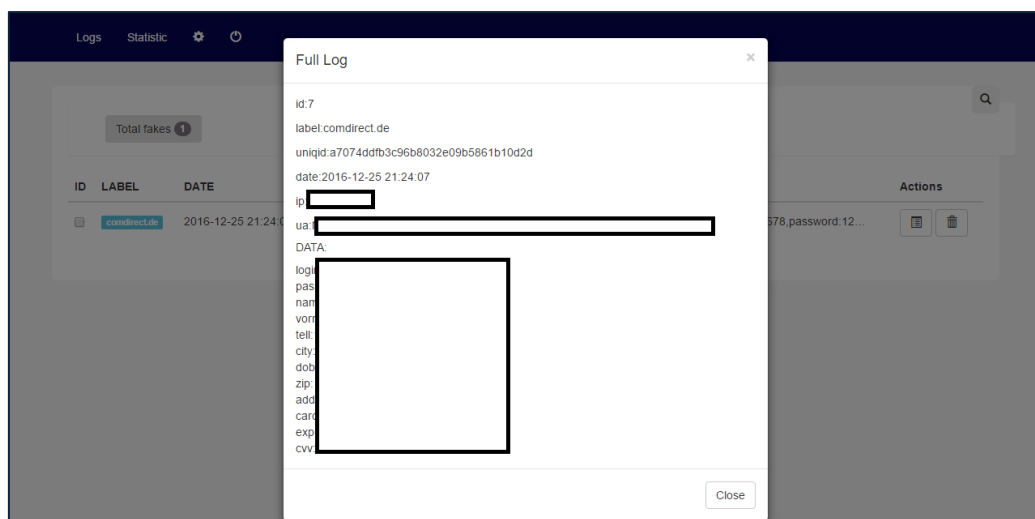 Logs Statistic
Full Log ×
id:7
label:comdirect.de
Total fakes 1
uniqid:a7074ddfb3c96b8032e09b5861b10d2d
date:2016-12-25 21:24:07
ID LABEL DATE Actions
ip:
comdirect.de 2016-12-25 21:24:0 678,password:12...
ua:
DATA:
login
pas
nam
vorn
tell:
city:
dob
zip:
add
card
exp
cvv:
Close